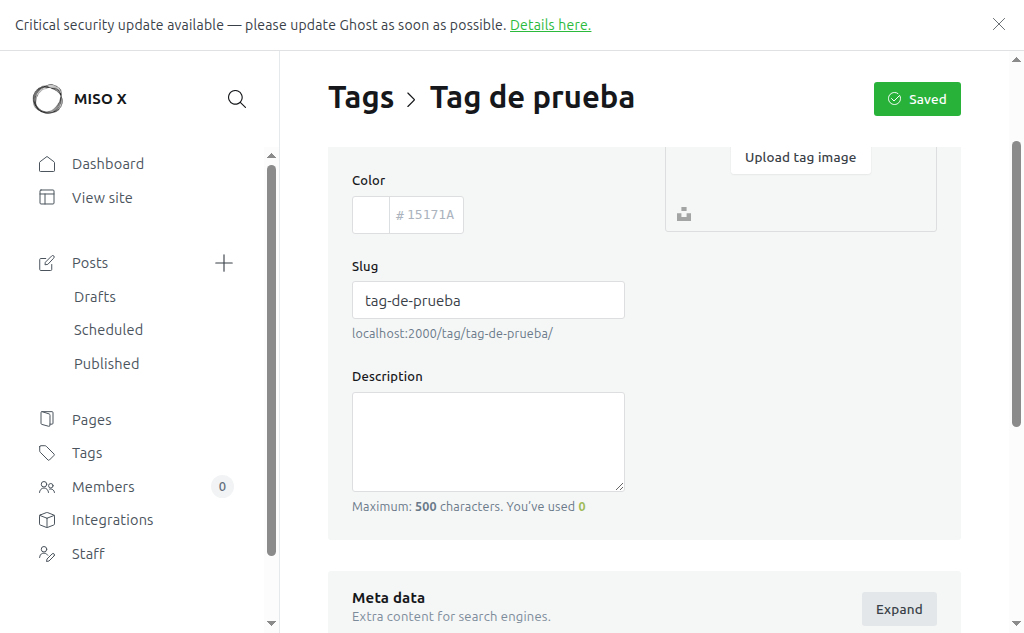 Critical security update available — please update Ghost as soon as possible. Details here.
MISO X
Dashboard
View site
Posts
Drafts
Scheduled
Published
Pages
Tags
Members 0
Integrations
Staff
Tags > Tag de prueba
Saved
Upload tag image
Color
# 15171A
Slug
tag-de-prueba
localhost:2000/tag/tag-de-prueba/
Description
Maximum: 500 characters. You’ve used 0
Meta data
Extra content for search engines.
Expand